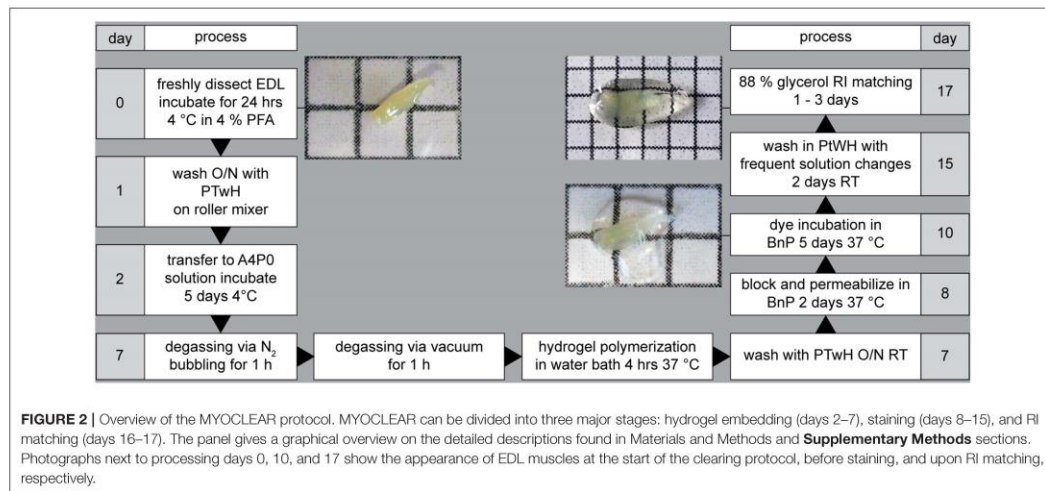 day
process
0
freshly dissect EDL
incubate for 24 hrs
4 °C in 4 % PFA
1
wash O/N with
PTwH
on roller mixer
2
transfer to A4P0
solution incubate
5 days 4°C
7
degassing via N2
bubbling for 1 h
degassing via vacuum
for 1 h
hydrogel polymerization
in water bath 4 hrs 37 °C
process
day
88 % glycerol RI matching
1 - 3 days
17
wash in PtWH with
frequent solution changes
2 days RT
15
dye incubation in
BnP 5 days 37 °C
10
block and permeabilize in
BnP 2 days 37 °C
8
wash with PTwH O/N RT
7
FIGURE 2 | Overview of the MYOCLEAR protocol. MYOCLEAR can be divided into three major stages: hydrogel embedding (days 2–7), staining (days 8–15), and RI
matching (days 16–17). The panel gives a graphical overview on the detailed descriptions found in Materials and Methods and Supplementary Methods sections.
Photographs next to processing days 0, 10, and 17 show the appearance of EDL muscles at the start of the clearing protocol, before staining, and upon RI matching,
respectively.